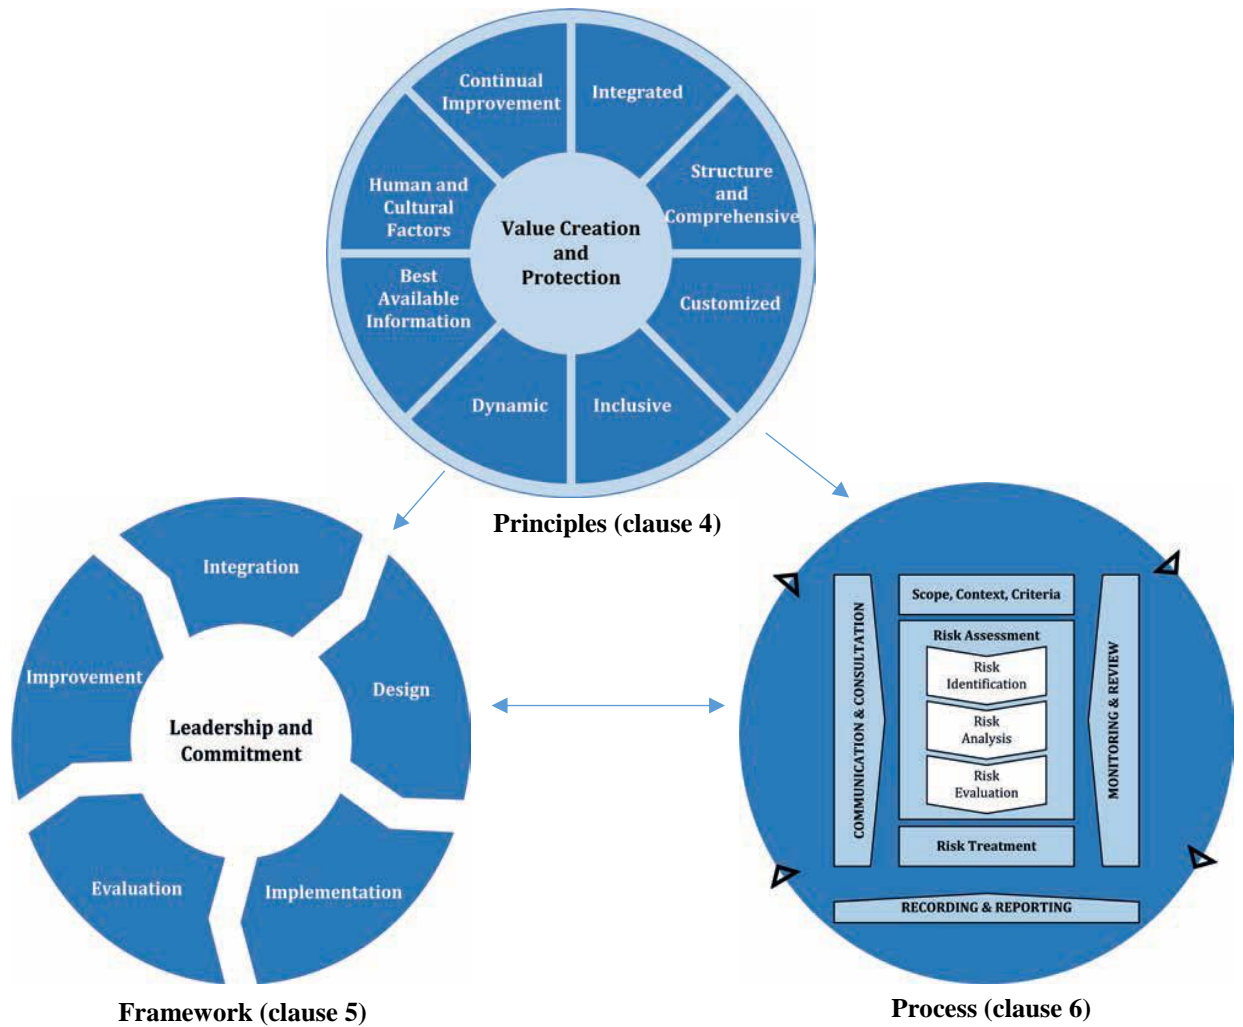 Continual
Improvement
Integrated
Structure
and
Comprehensive
Customized
Inclusive
Dynamic
Best
Available
Information
Human and
Cultural
Factors
Value Creation
and
Protection
Principles (clause 4)
Integration
Design
Implementation
Evaluation
Improvement
Leadership and
Commitment
Framework (clause 5)
COMMUNICATION & CONSULTATION
Scope, Context, Criteria
Risk Assessment
Risk
Identification
Risk
Analysis
Risk
Evaluation
Risk Treatment
MONITORING & REVIEW
RECORDING & REPORTING
Process (clause 6)